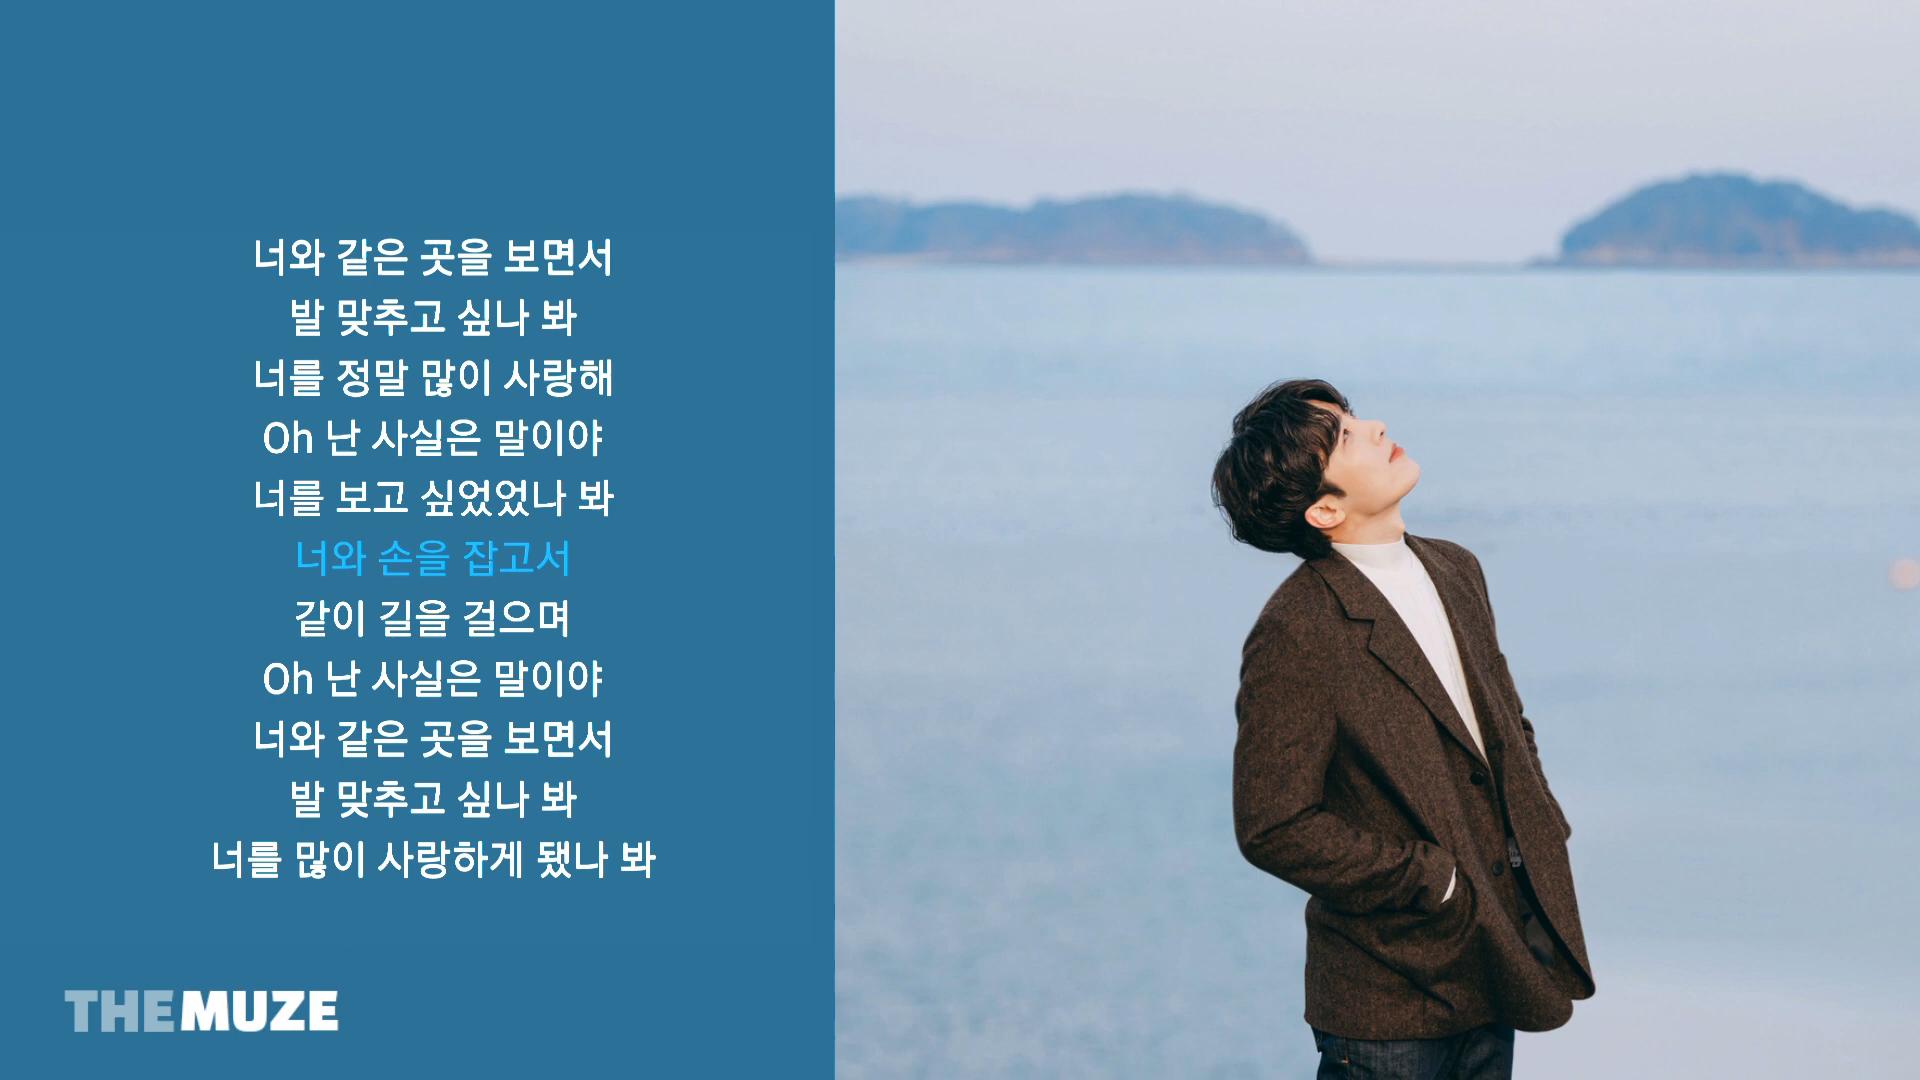 너와 같은 곳을 보면서
발 맞추고 싶나 봐
너를 정말 많이 사랑해
Oh 난 사실은 말이야
너를 보고 싶었었나 봐
너와 손을 잡고서
같이 길을 걸으며
Oh 난 사실은 말이야
너와 같은 곳을 보면서
발 맞추고 싶나 봐
너를 많이 사랑하게 됐나 봐
THEMUZE